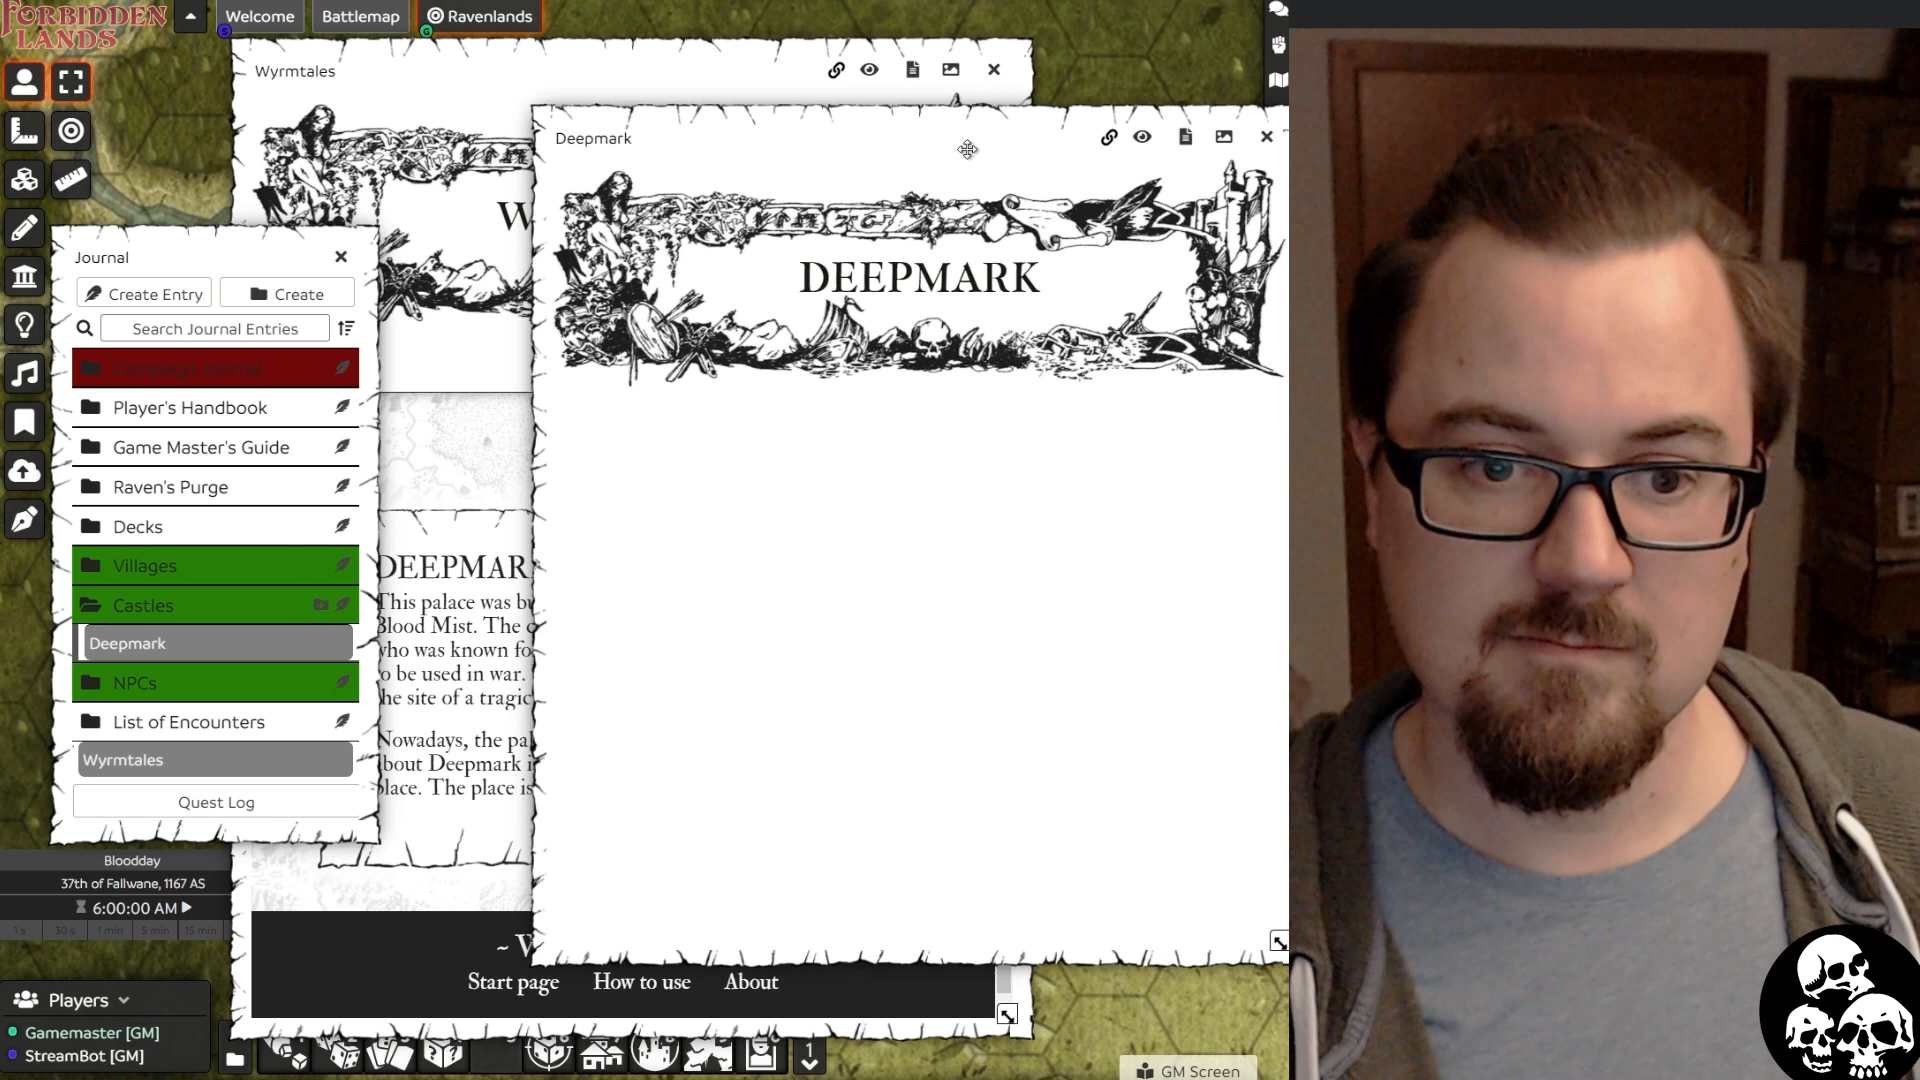 FORBIDDEN
LANDS
Welcome
Battlemap
Ravenlands
S
G
Wyrmtales
W
Deepmark
DEEPMARK
Journal
Create Entry
Create
Search Journal Entries
Campaign Journal
Player's Handbook
Game Master's Guide
Raven's Purge
Decks
Villages
Castles
Deepmark
NPCs
List of Encounters
Wyrmtales
Quest Log
DEEPMAR
This palace was bu
Blood Mist. The
who was known fo
to be used in war.
the site of a tragic
Nowadays, the pal
about Deepmark i
place. The place is
Bloodday
37th of Fallwane, 1167 AS
6:00:00 AM
1 s 30 s 1 min 5 min 15 min
~ W
Start page How to use About
Players
Gamemaster [GM]
StreamBot [GM]
1
GM Screen